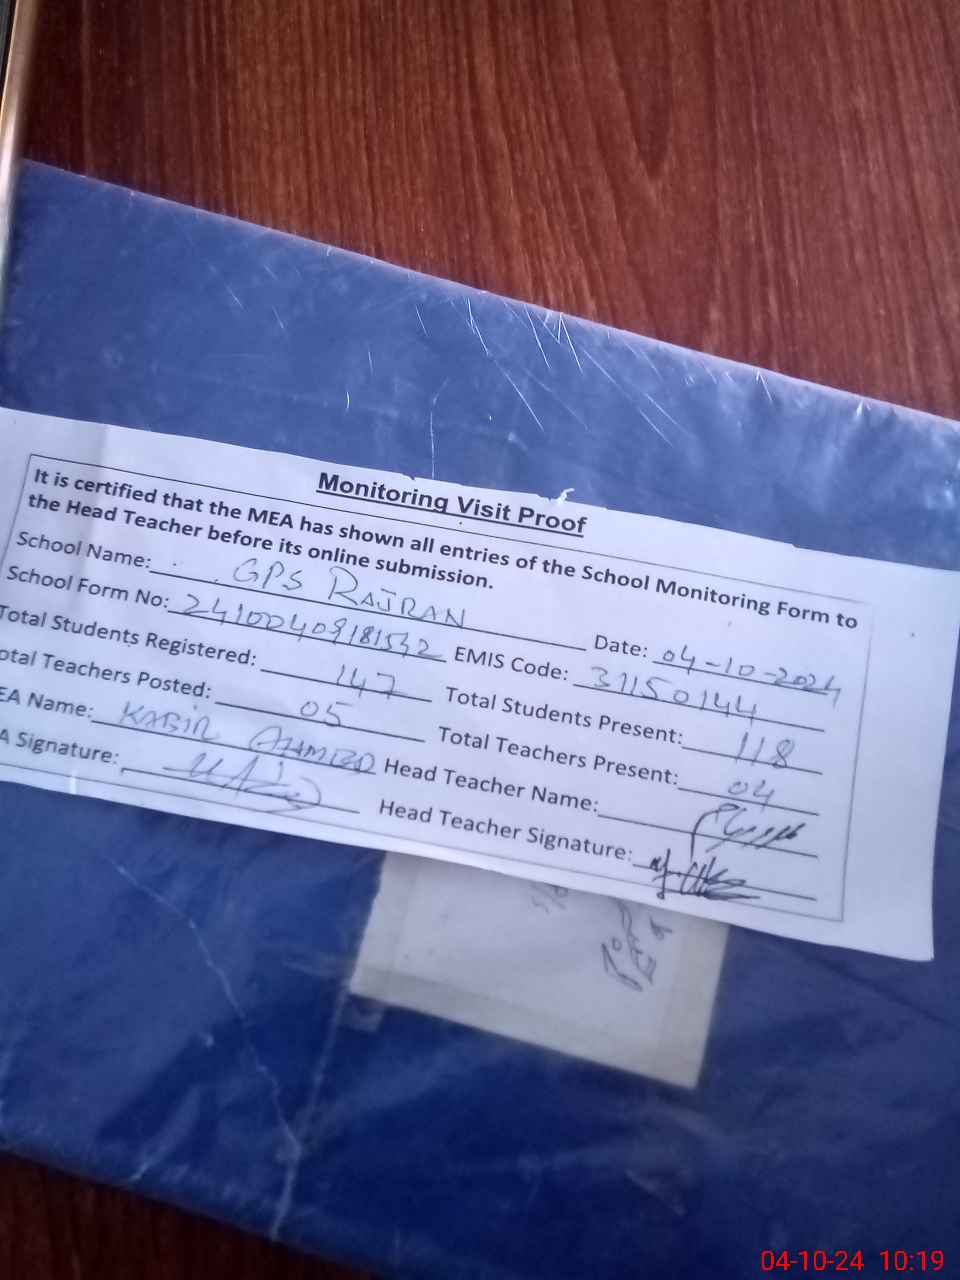 Monitoring Visit Proof
It is certified that the MEA has shown all entries of the School Monitoring Form to
the Head Teacher before its online submission.
School Name: GPS RAJRAN Date: 04-10-2024
School Form No: 24100409181532 EMIS Code: 31150144
Total Students Registered: 147 Total Students Present: 118
otal Teachers Posted: 05 Total Teachers Present: 04
EA Name: KABIR AHMED Head Teacher Name:
A Signature: Head Teacher Signature:
04-10-24 10:19